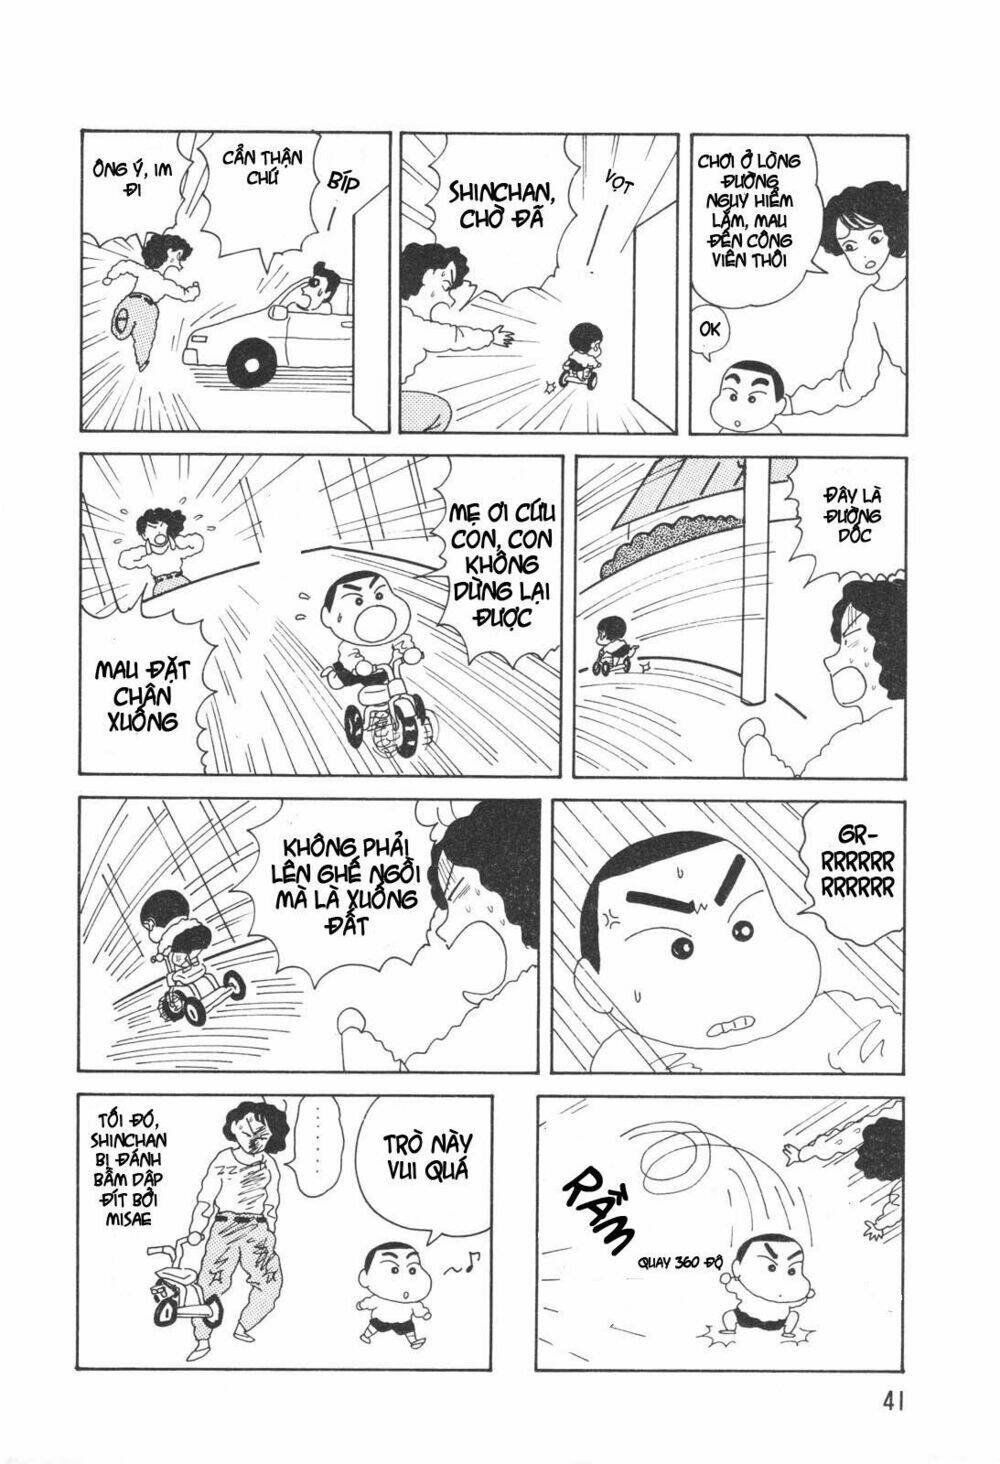 CHƠI Ở LÒNG
ĐƯỜNG
NGUY HIỂM
LẮM, MAU
ĐẾN CÔNG
VIÊN THÔI
OK
VỌT
SHINCHAN,
CHỜ ĐÃ
BÍP
CẨN THẬN
CHỨ
ÔNG Ý, IM
ĐI
ĐÂY LÀ
ĐƯỜNG
DỐC
MẸ ƠI CỨU
CON, CON
KHÔNG
DỪNG LẠI
ĐƯỢC
MAU ĐẶT
CHÂN
XUỐNG
GR-
RRRRRR
RRRRRR
KHÔNG PHẢI
LÊN GHẾ NGỒI
MÀ LÀ XUỐNG
ĐẤT
RẦM
QUAY 360 ĐỘ
TRÒ NÀY
VUI QUÁ
......
TỐI ĐÓ,
SHINCHAN
BỊ ĐÁNH
BẦM DẬP
ĐÍT BỞI
MISAE
41